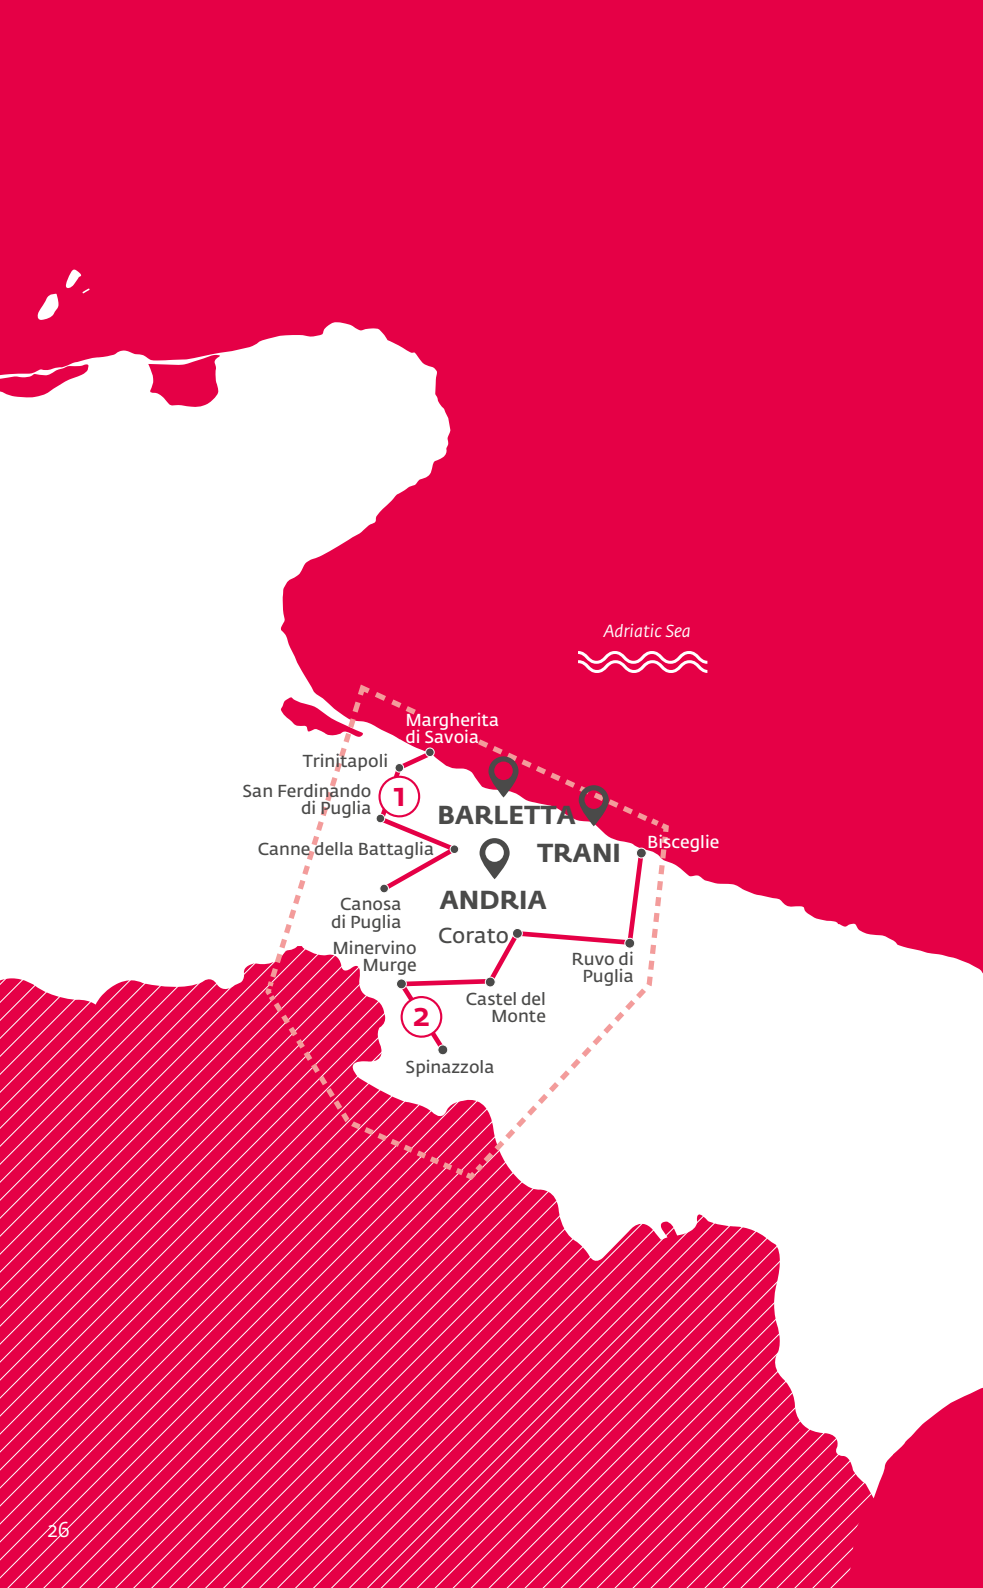 Adriatic Sea
Margherita
di Savoia
Trinitapoli
San Ferdinando
di Puglia
1
BARLETTA
Canne della Battaglia
TRANI
Bisceglie
Canosa
di Puglia
ANDRIA
Corato
Minervino
Murge
Ruvo di
Puglia
Castel del
Monte
2
Spinazzola
26